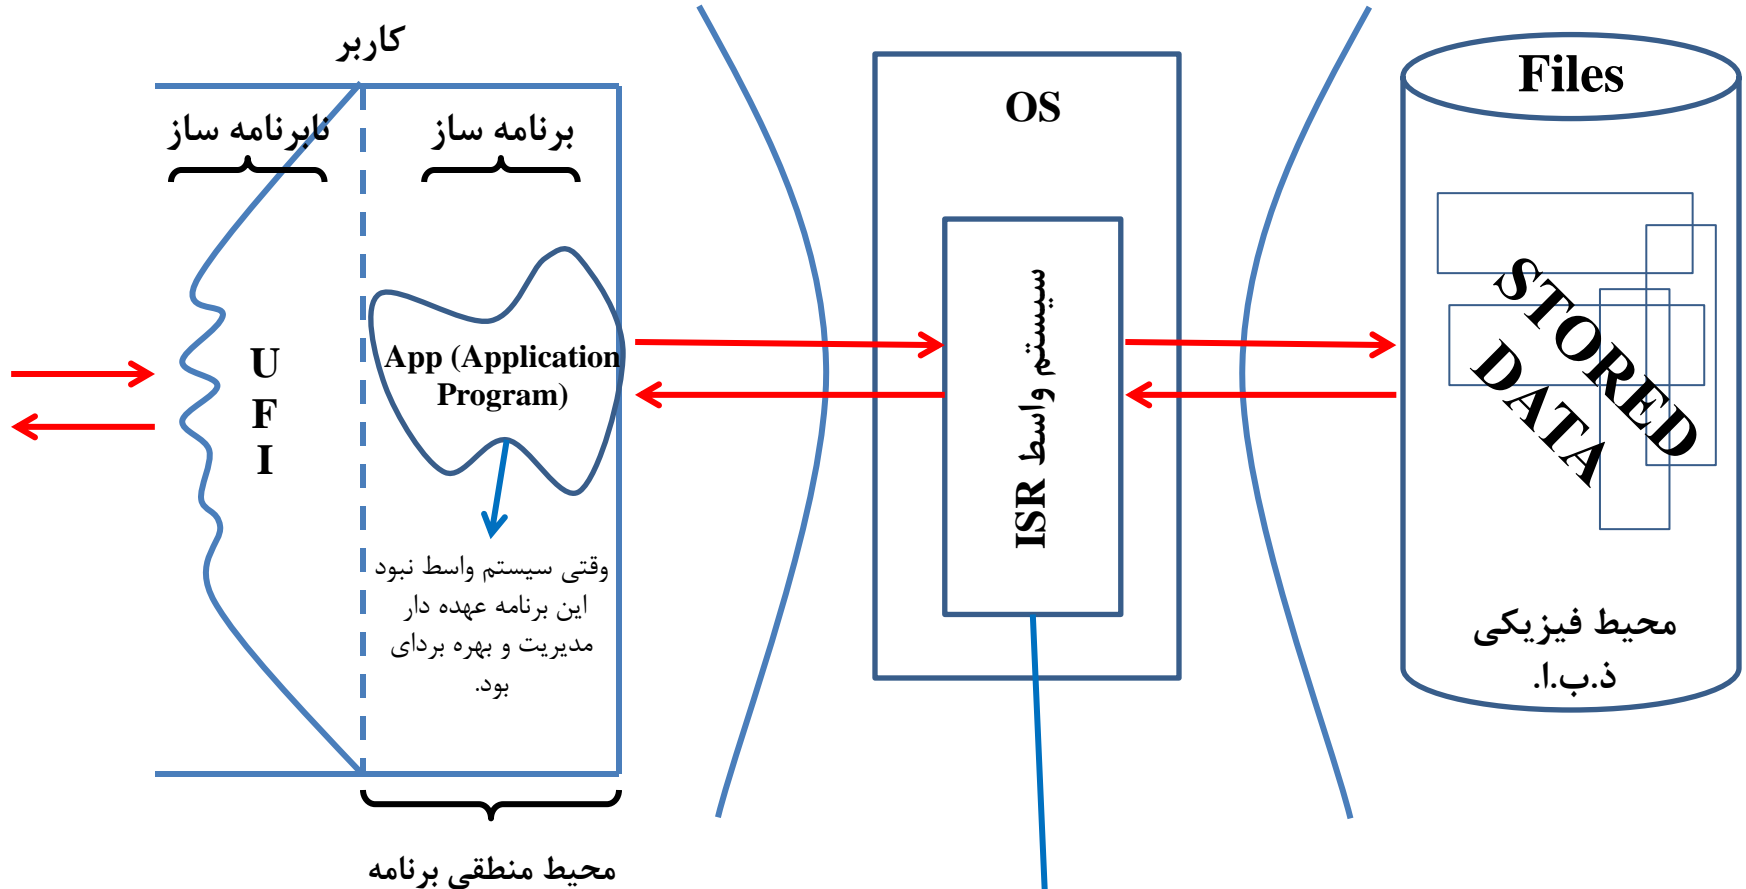 کاربر
نابرنامه ساز
برنامه ساز
U
F
I
App (Application
Program)
وقتی سیستم واسط نبود
این برنامه عهده دار
مدیریت و بهره بردای
بود.
محیط منطقی برنامه
OS
سیستم واسط ISR
Files
STORED
DATA
محیط فیزیکی
ذ.ب.ا.